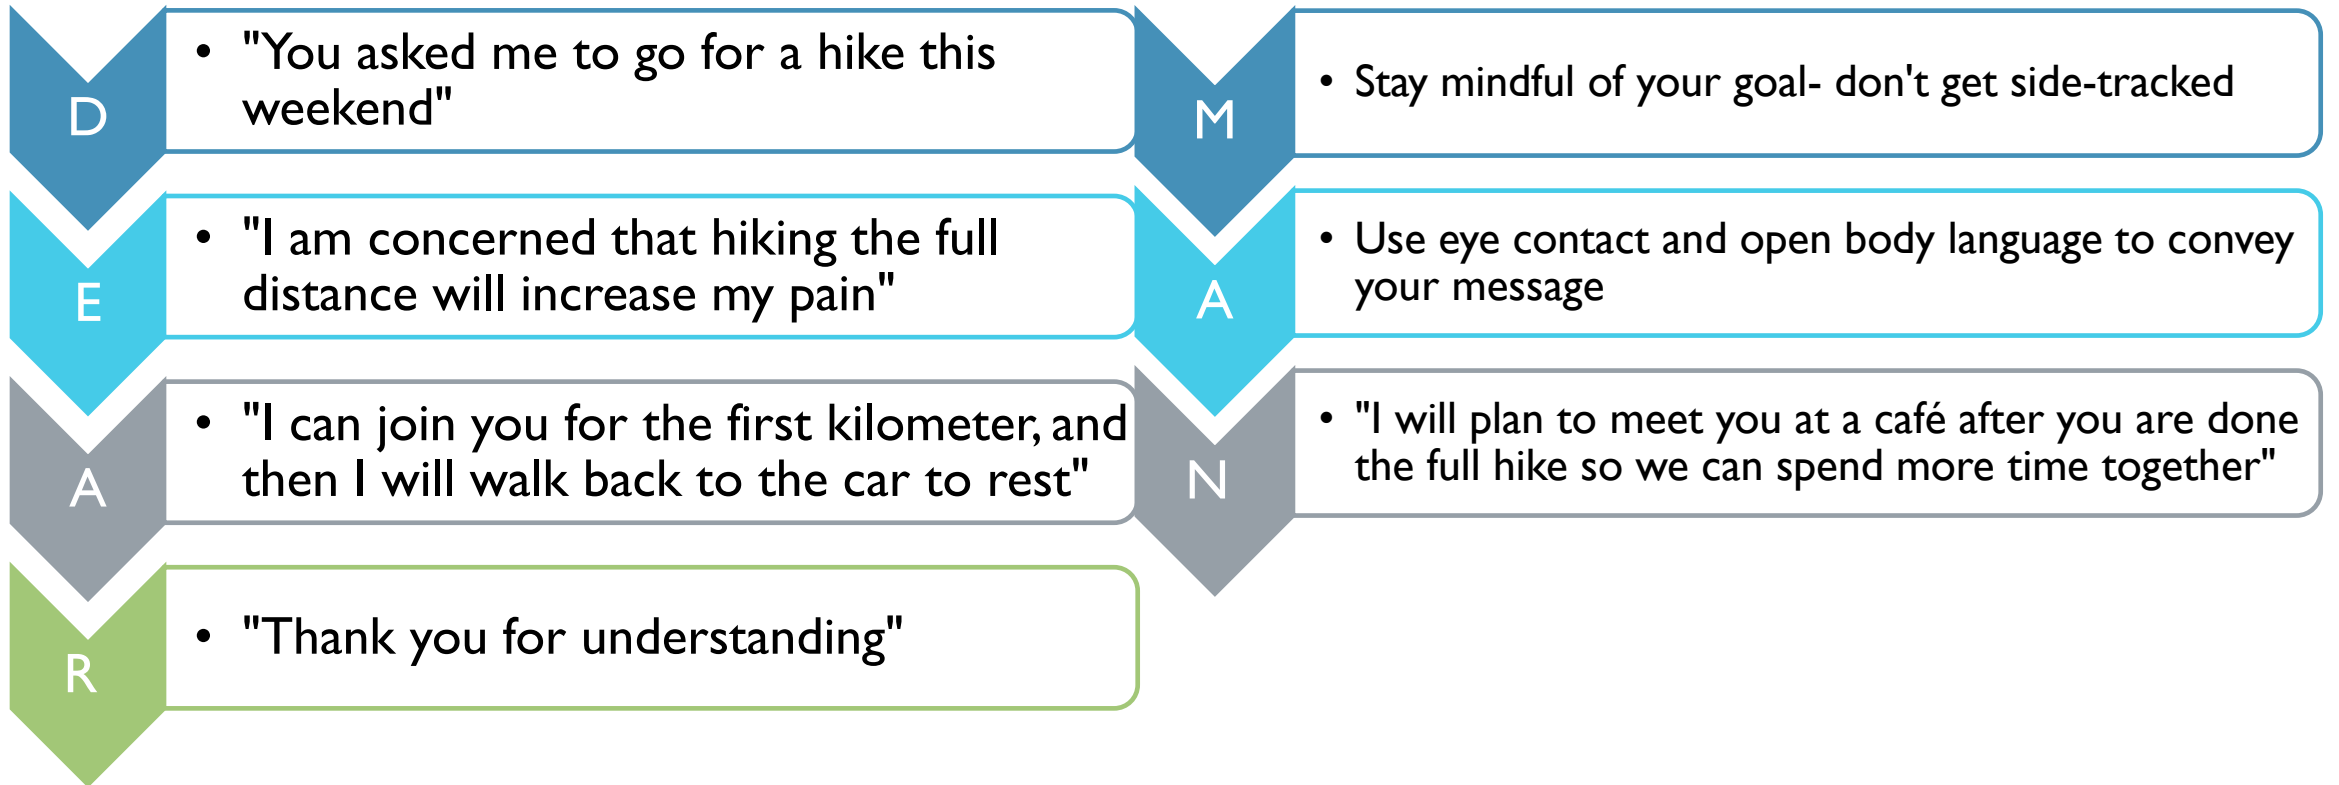 D
• "You asked me to go for a hike this
weekend"
E
• "I am concerned that hiking the full
distance will increase my pain"
A
• "I can join you for the first kilometer, and
then I will walk back to the car to rest"
R
• "Thank you for understanding"
M
• Stay mindful of your goal- don't get side-tracked
A
• Use eye contact and open body language to convey
your message
N
• "I will plan to meet you at a café after you are done
the full hike so we can spend more time together"